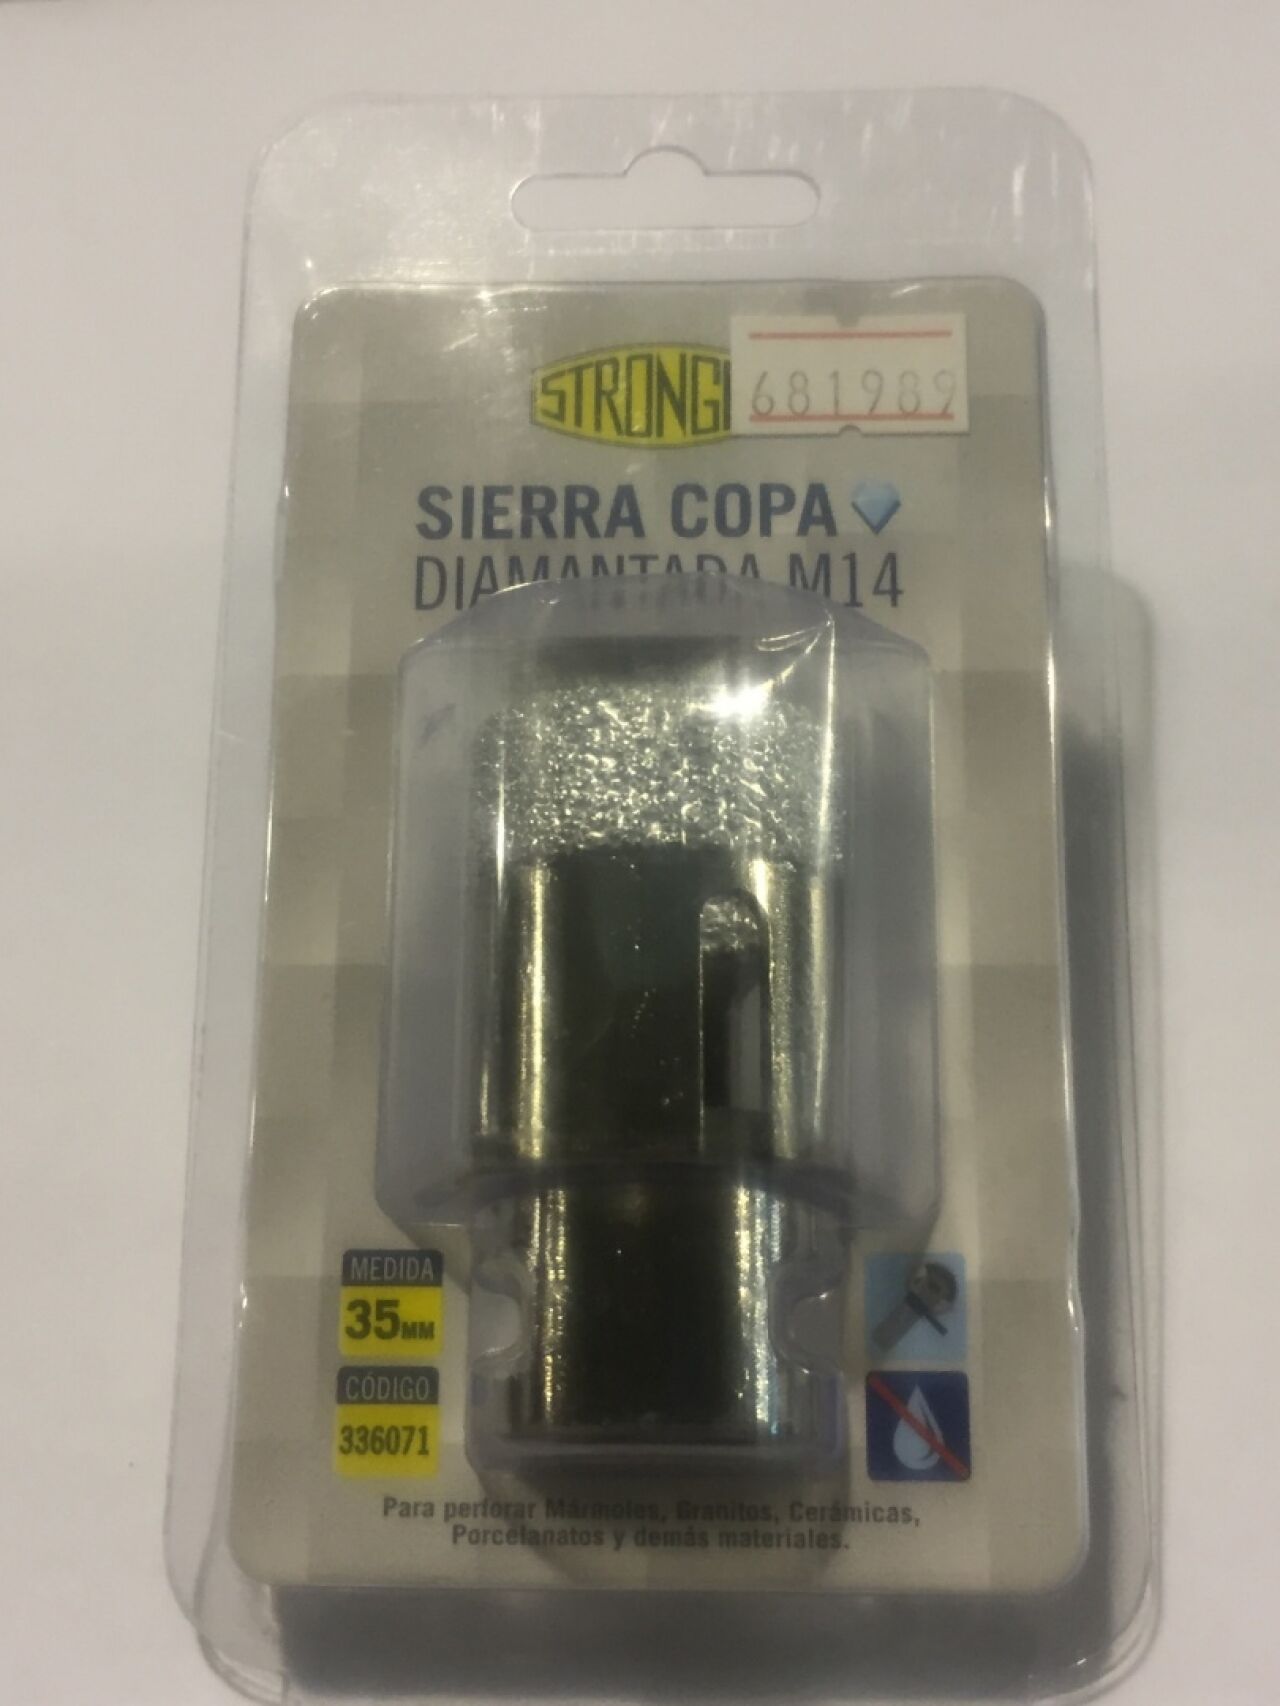 STRONG
681989
SIERRA COPA
DIAMANTADA M14
MEDIDA
35MM
CÓDIGO
336071
Para perforar Mármoles, Granitos, Cerámicas,
Porcelanatos y demás materiales.